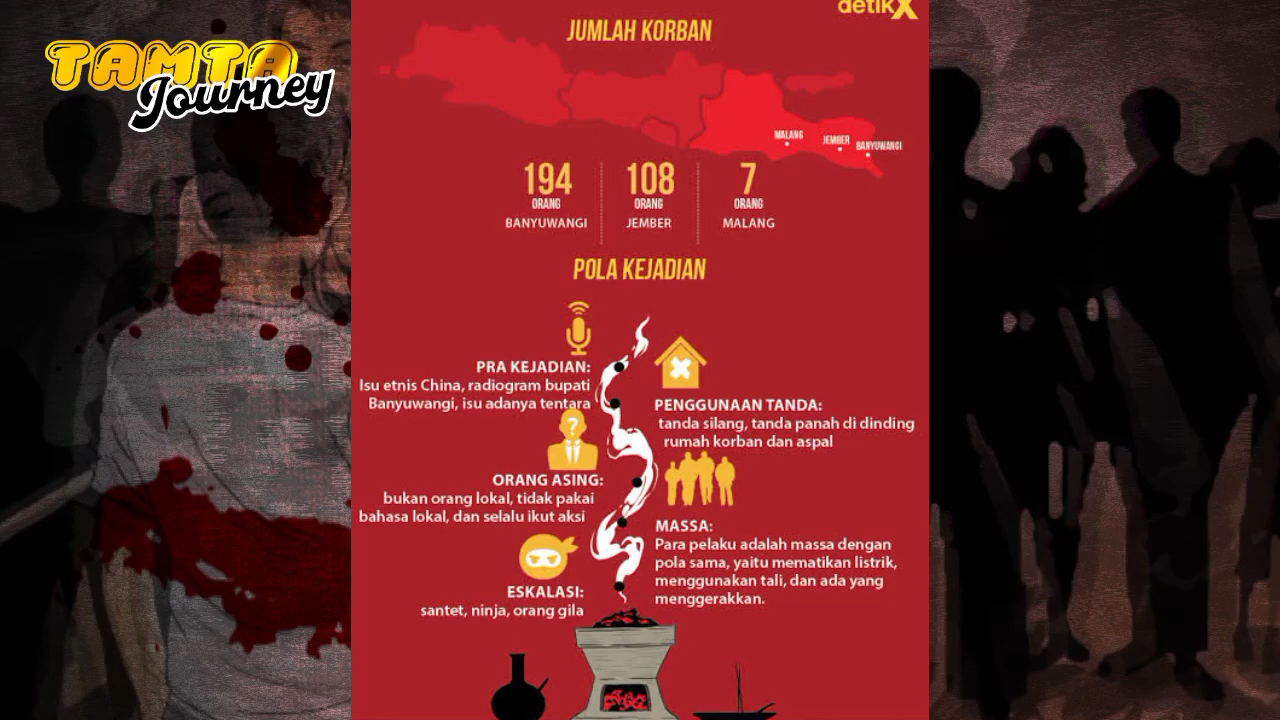 TAMTA
Journey
detikX
JUMLAH KORBAN
MALANG
JEMBER
BANYUWANGI
194
ORANG
BANYUWANGI
108
ORANG
JEMBER
7
ORANG
MALANG
POLA KEJADIAN
PRA KEJADIAN:
Isu etnis China, radiogram bupati
Banyuwangi, isu adanya tentara
PENGGUNAAN TANDA:
tanda silang, tanda panah di dinding
rumah korban dan aspal
?
ORANG ASING:
bukan orang lokal, tidak pakai
bahasa lokal, dan selalu ikut aksi
MASSA:
Para pelaku adalah massa dengan
pola sama, yaitu mematikan listrik,
menggunakan tali, dan ada yang
menggerakkan.
ESKALASI:
santet, ninja, orang gila